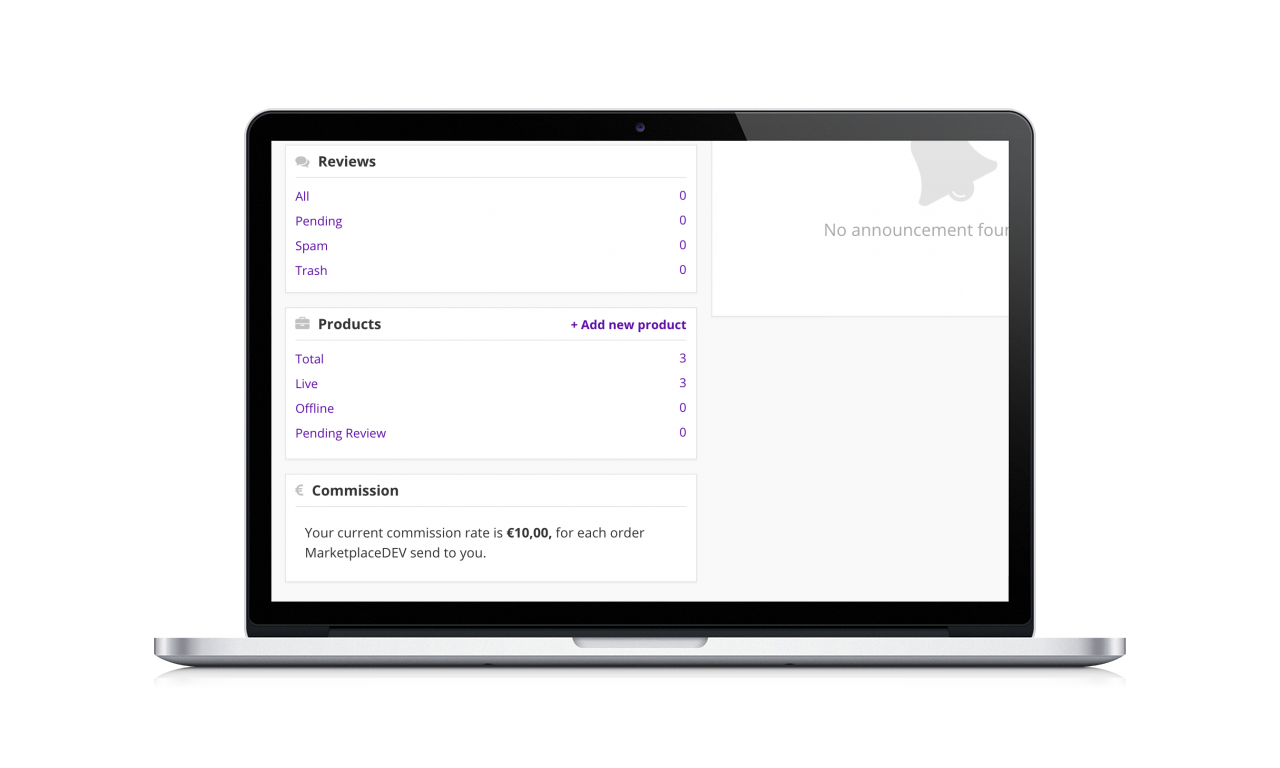 Reviews
All 0
Pending 0
Spam 0
Trash 0
No announcement four
Products + Add new product
Total 3
Live 3
Offline 0
Pending Review 0
€ Commission
Your current commission rate is €10,00, for each order
MarketplaceDEV send to you.